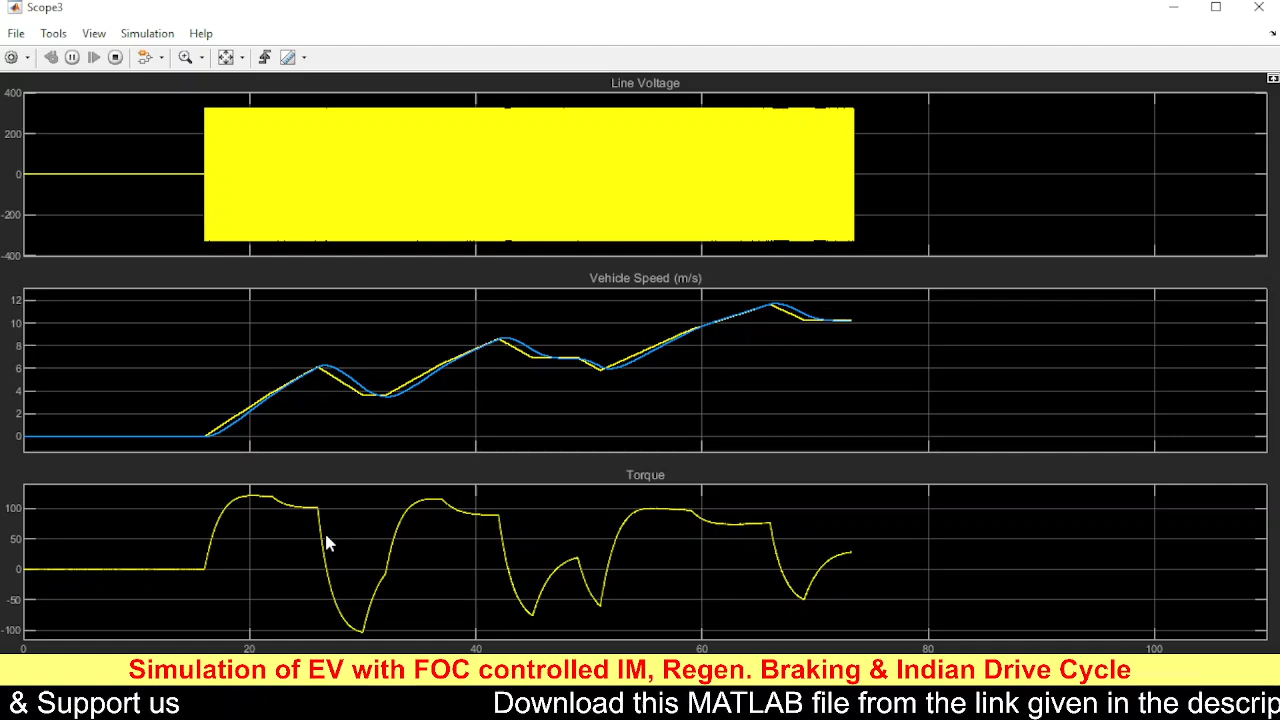 Scope3
File Tools View Simulation Help
Line Voltage
400
200
0
-200
-400
Vehicle Speed (m/s)
12
10
8
6
4
2
0
Torque
100
50
0
-50
-100
0 20 40 60 80 100
Simulation of EV with FOC controlled IM, Regen. Braking & Indian Drive Cycle
& Support us Download this MATLAB file from the link given in the descrip